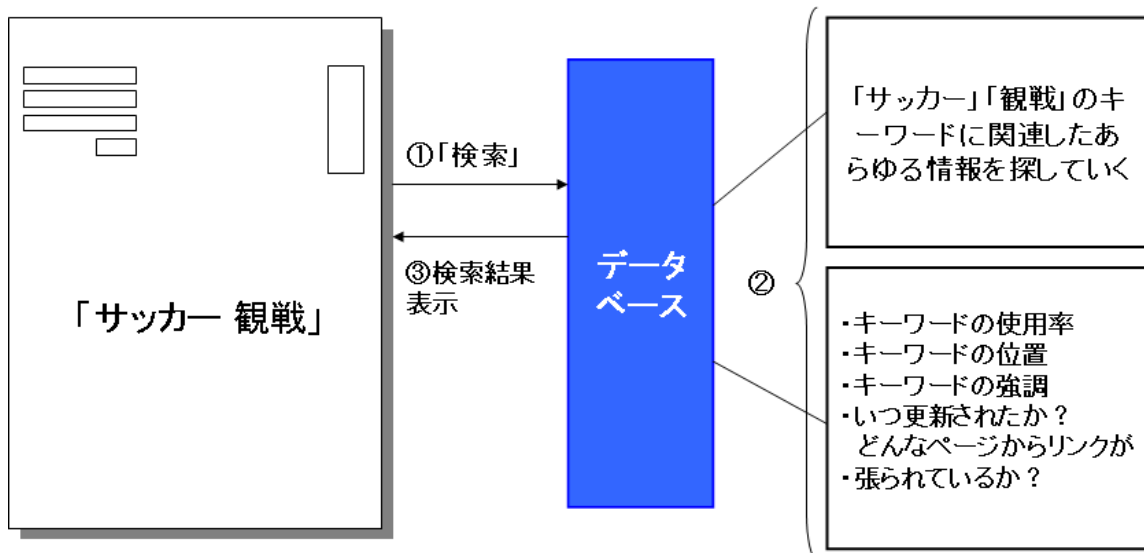 「サッカー 観戦」
①「検索」
③検索結果
表示
データ
ベース
②
「サッカー」「観戦」のキ
ーワードに関連したあ
らゆる情報を探していく
・キーワードの使用率
・キーワードの位置
・キーワードの強調
・いつ更新されたか？
どんなページからリンクが
・張られているか？